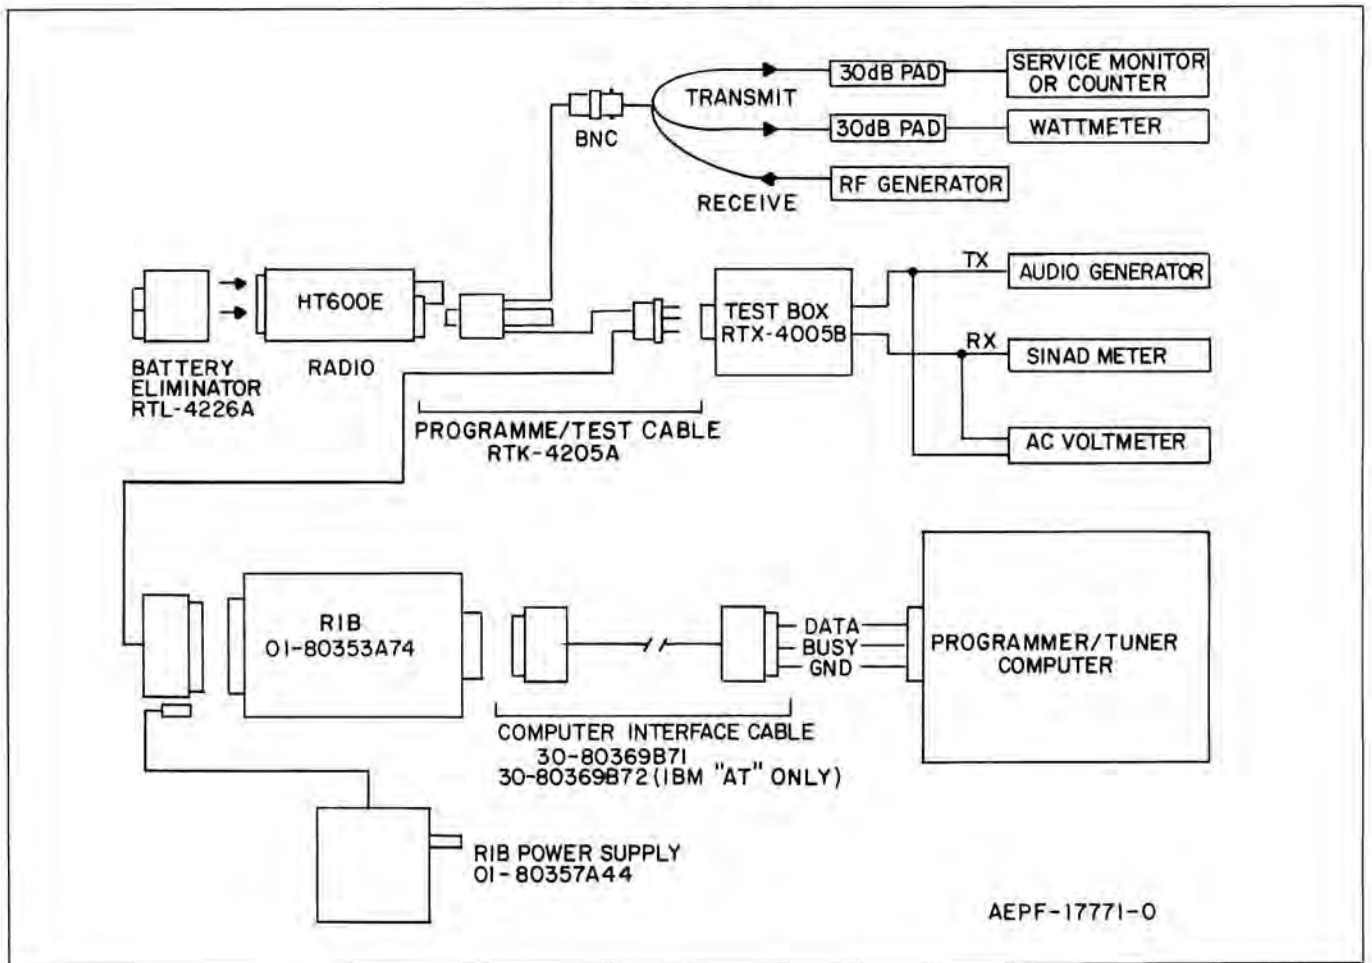 30dB PAD
SERVICE MONITOR
OR COUNTER
TRANSMIT
BNC
30dB PAD
WATTMETER
RF GENERATOR
RECEIVE
BATTERY
ELIMINATOR
RTL-4226A
HT600E
RADIO
TEST BOX
RTX-4005B
TX
AUDIO GENERATOR
RX
SINAD METER
AC VOLTMETER
PROGRAMME/TEST CABLE
RTK-4205A
RIB
01-80353A74
DATA
BUSY
GND
PROGRAMMER/TUNER
COMPUTER
COMPUTER INTERFACE CABLE
30-80369B71
30-80369B72 (IBM "AT" ONLY)
RIB POWER SUPPLY
01-80357A44
AEPF-17771-O